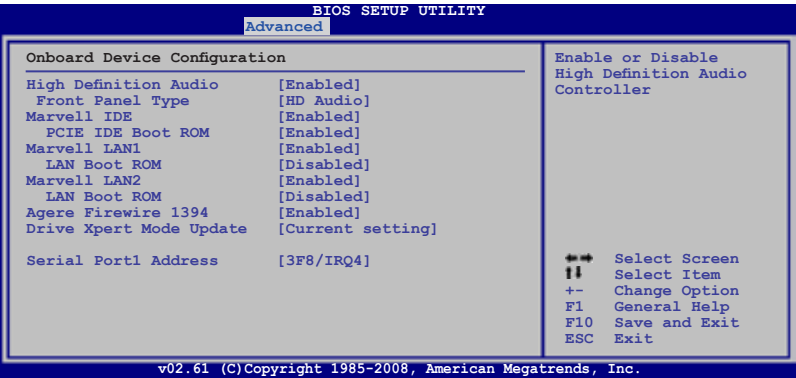 BIOS SETUP UTILITY
Advanced
Onboard Device Configuration
High Definition Audio [Enabled]
Front Panel Type [HD Audio]
Marvell IDE [Enabled]
PCIE IDE Boot ROM [Enabled]
Marvell LAN1 [Enabled]
LAN Boot ROM [Disabled]
Marvell LAN2 [Enabled]
LAN Boot ROM [Disabled]
Agere Firewire 1394 [Enabled]
Drive Xpert Mode Update [Current setting]
Serial Port1 Address [3F8/IRQ4]
Enable or Disable
High Definition Audio
Controller
←→ Select Screen
↑↓ Select Item
+- Change Option
F1 General Help
F10 Save and Exit
ESC Exit
v02.61 (C)Copyright 1985-2008, American Megatrends, Inc.